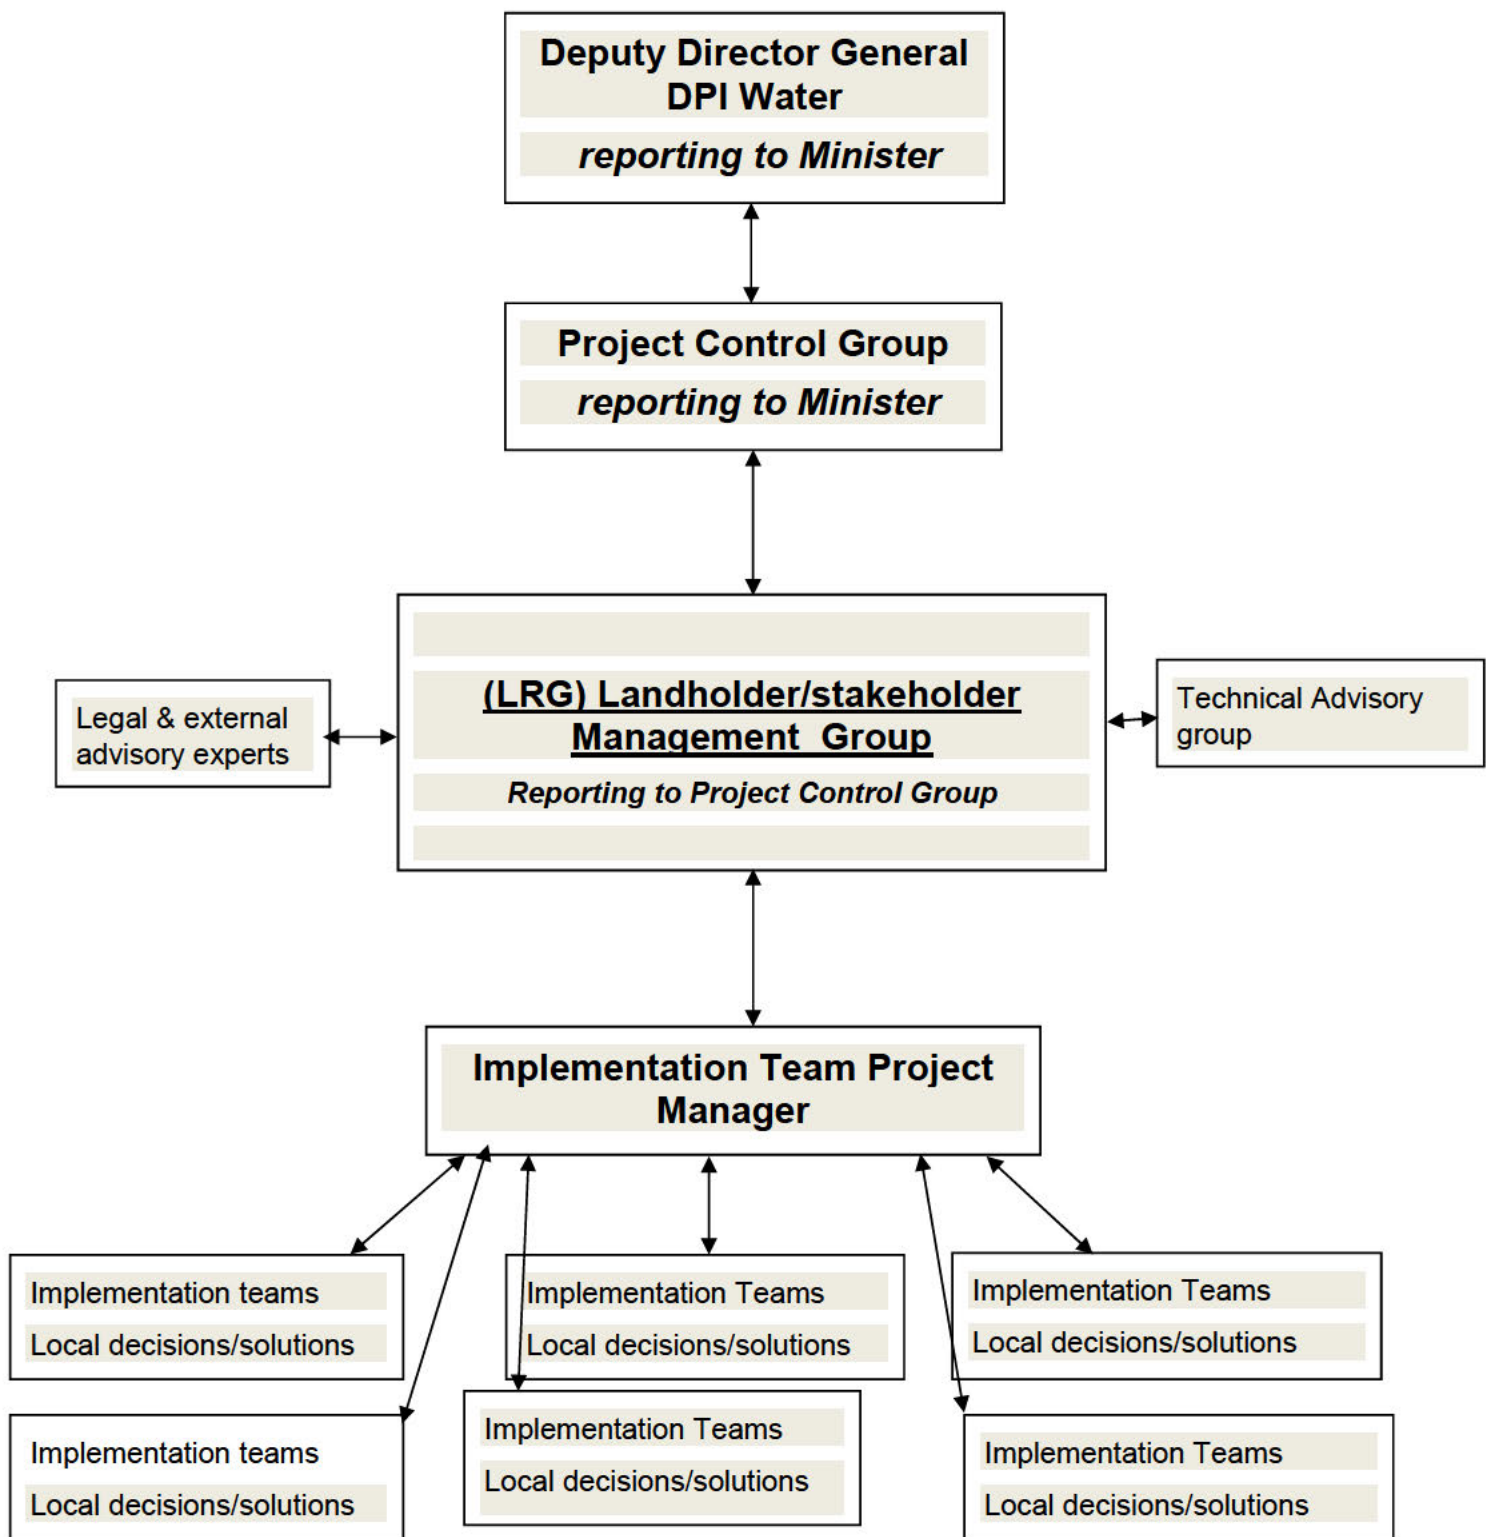 Deputy Director General
DPI Water
reporting to Minister
Project Control Group
reporting to Minister
(LRG) Landholder/stakeholder
Management Group
Reporting to Project Control Group
Legal & external
advisory experts
Technical Advisory
group
Implementation Team Project
Manager
Implementation teams
Local decisions/solutions
Implementation Teams
Local decisions/solutions
Implementation Teams
Local decisions/solutions
Implementation teams
Local decisions/solutions
Implementation Teams
Local decisions/solutions
Implementation Teams
Local decisions/solutions